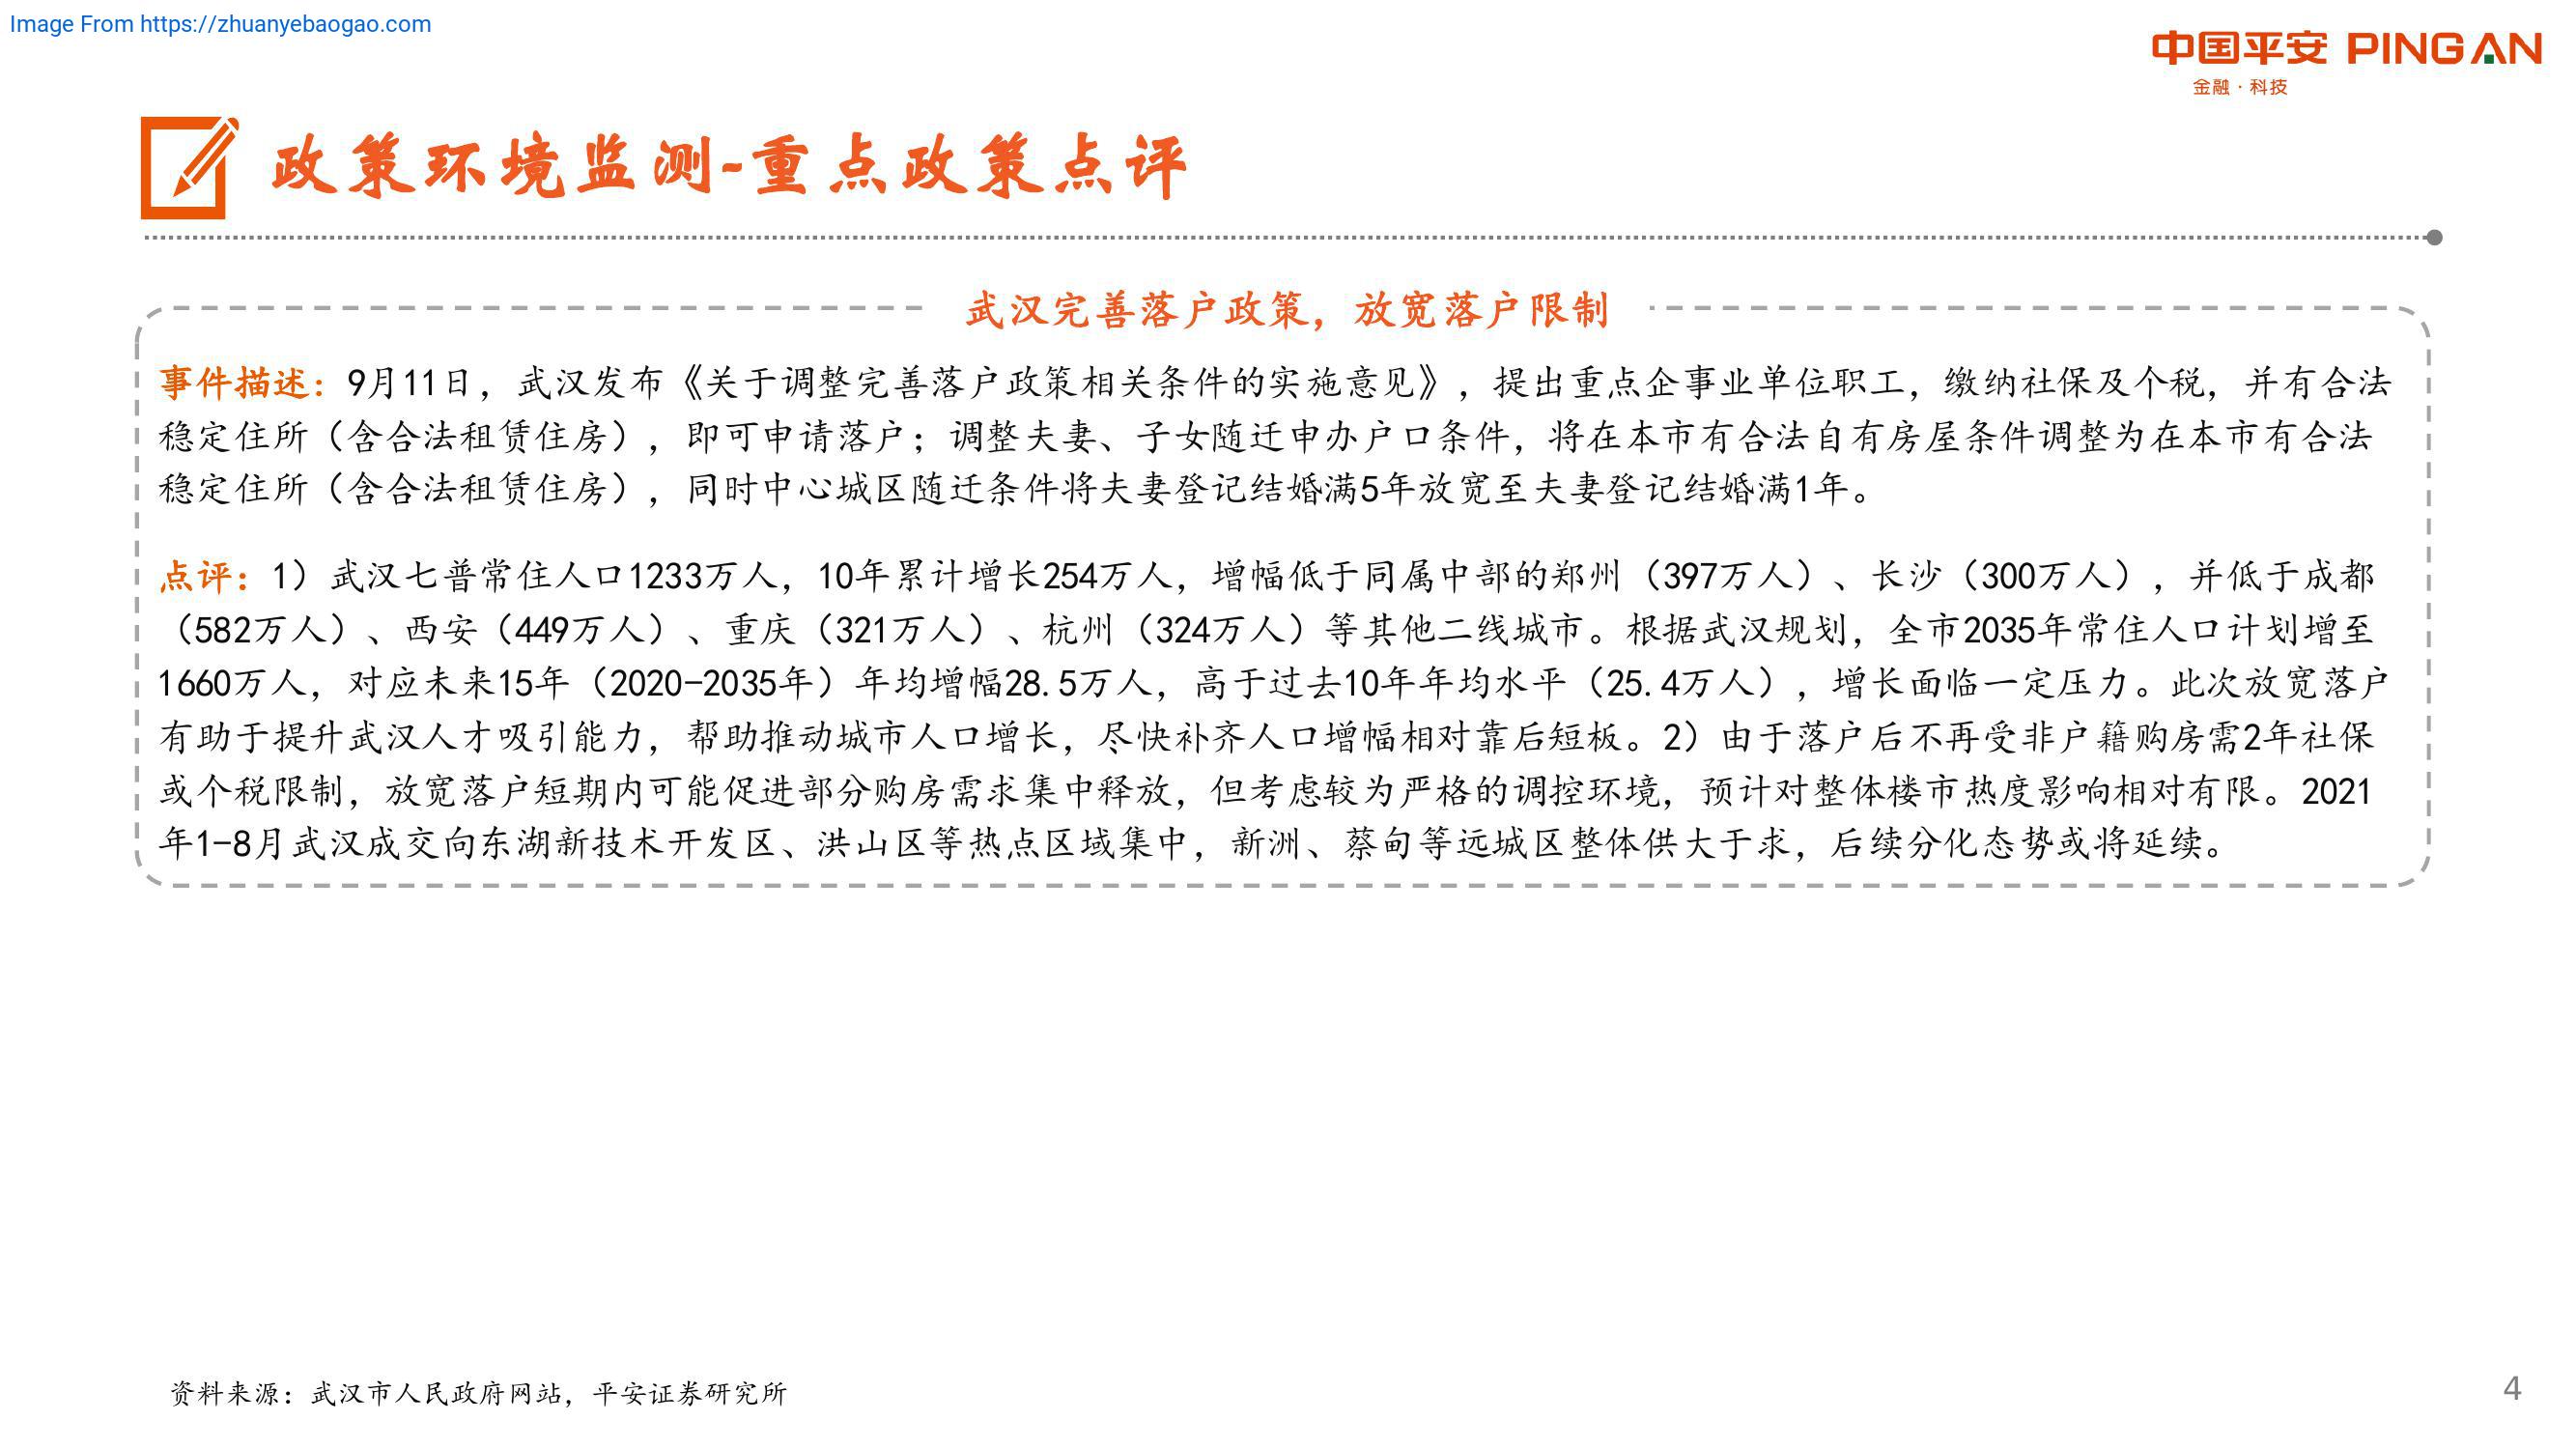 Image From https://zhuanyebaogao.com
中国平安 PINGAN
金融·科技
政策环境监测-重点政策点评
武汉完善落户政策，放宽落户限制
事件描述：9月11日，武汉发布《关于调整完善落户政策相关条件的实施意见》，提出重点企事业单位职工，缴纳社保及个税，并有合法
稳定住所（含合法租赁住房），即可申请落户；调整夫妻、子女随迁申办户口条件，将在本市有合法自有房屋条件调整为在本市有合法
稳定住所（含合法租赁住房），同时中心城区随迁条件将夫妻登记结婚满5年放宽至夫妻登记结婚满1年。
点评：1）武汉七普常住人口1233万人，10年累计增长254万人，增幅低于同属中部的郑州（397万人）、长沙（300万人），并低于成都
（582万人）、西安（449万人）、重庆（321万人）、杭州（324万人）等其他二线城市。根据武汉规划，全市2035年常住人口计划增至
1660万人，对应未来15年（2020-2035年）年均增幅28.5万人，高于过去10年年均水平（25.4万人），增长面临一定压力。此次放宽落户
有助于提升武汉人才吸引能力，帮助推动城市人口增长，尽快补齐人口增幅相对靠后短板。2）由于落户后不再受非户籍购房需2年社保
或个税限制，放宽落户短期内可能促进部分购房需求集中释放，但考虑较为严格的调控环境，预计对整体楼市热度影响相对有限。2021
年1-8月武汉成交向东湖新技术开发区、洪山区等热点区域集中，新洲、蔡甸等远城区整体供大于求，后续分化态势或将延续。
资料来源：武汉市人民政府网站，平安证券研究所
4